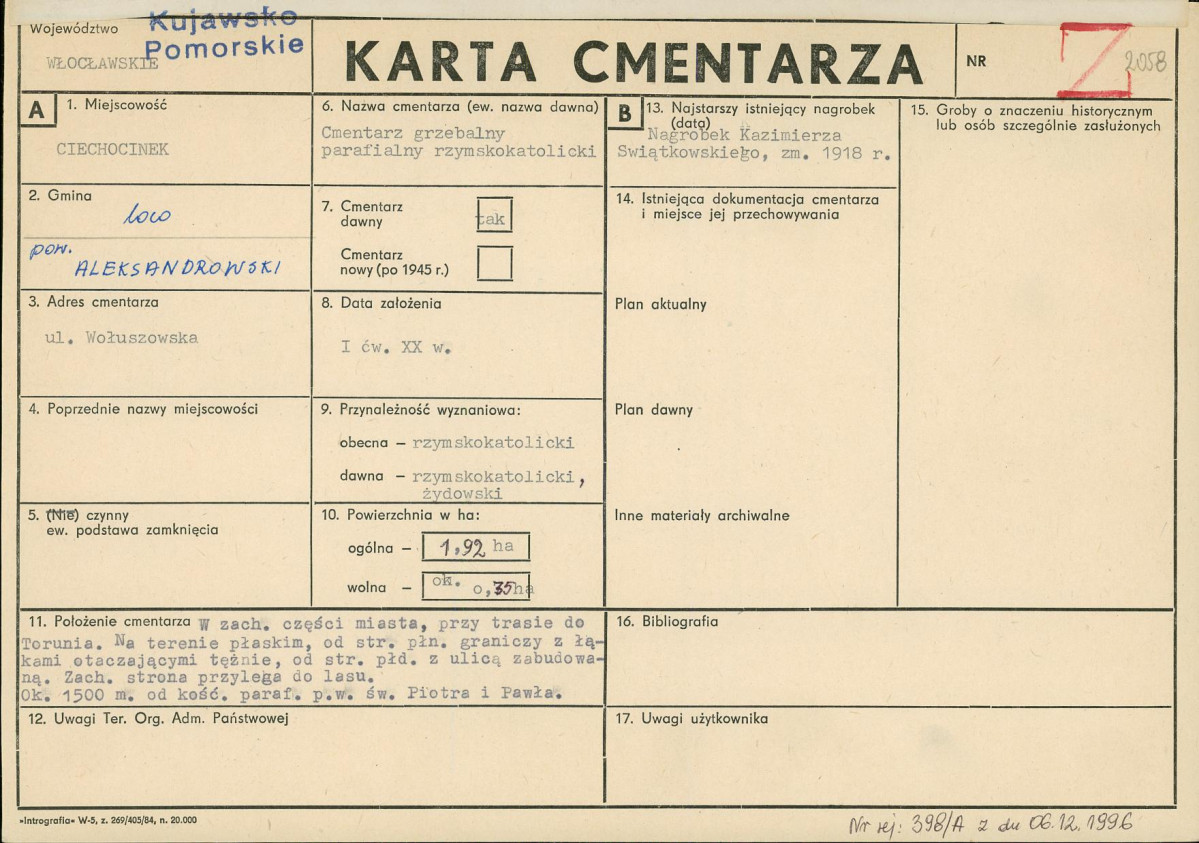 Województwo
WŁOCŁAWSKIE
Kujawsko
Pomorskie
KARTA CMENTARZA
NR
Z
2058
A
1. Miejscowość
CIECHOCINEK
2. Gmina
loco
pow.
ALEKSANDROWSKI
3. Adres cmentarza
ul. Wołuszowska
4. Poprzednie nazwy miejscowości
5. (Nie) czynny
ew. podstawa zamknięcia
6. Nazwa cmentarza (ew. nazwa dawna)
Cmentarz grzebalny
parafialny rzymskokatolicki
7. Cmentarz
dawny
tak
Cmentarz
nowy (po 1945 r.)
8. Data założenia
I ćw. XX w.
9. Przynależność wyznaniowa:
obecna – rzymskokatolicki
dawna – rzymskokatolicki,
żydowski
10. Powierzchnia w ha:
ogólna – 1,92 ha
wolna – ok. 0,35ha
11. Położenie cmentarza W zach. części miasta, przy trasie do
Torunia. Na terenie płaskim, od str. płn. graniczy z łą-
kami otaczającymi tężnie, od str. płd. z ulicą zabudowa-
ną. Zach. strona przylega do lasu.
Ok. 1500 m. od kość. paraf. p.w. św. Piotra i Pawła.
12. Uwagi Ter. Org. Adm. Państwowej
B
13. Najstarszy istniejący nagrobek
(data)
Nagrobek Kazimierza
Swiątkowskiego, zm. 1918 r.
14. Istniejąca dokumentacja cmentarza
i miejsce jej przechowywania
Plan aktualny
Plan dawny
Inne materiały archiwalne
15. Groby o znaczeniu historycznym
lub osób szczególnie zasłużonych
16. Bibliografia
17. Uwagi użytkownika
»Intrografia« W-5, z. 269/405/84, n. 20.000
Nr rej: 398/A z dn 06.12.1996